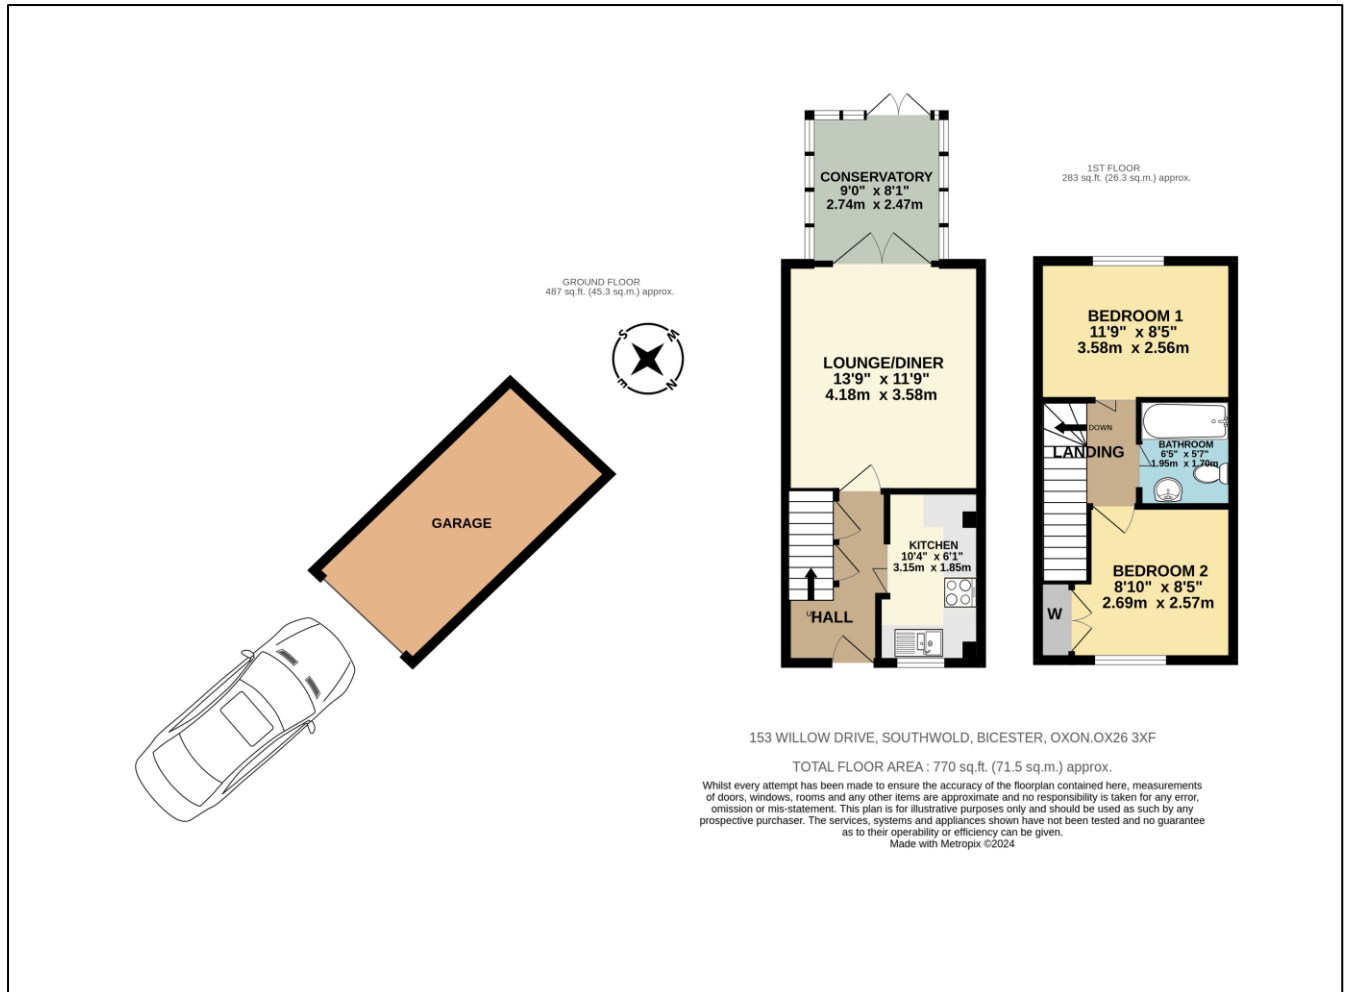 CONSERVATORY
9'0" x 8'1"
2.74m x 2.47m
1ST FLOOR
283 sq.ft. (26.3 sq.m.) approx.
GROUND FLOOR
487 sq.ft. (45.3 sq.m.) approx.
S
W
E
N
LOUNGE/DINER
13'9" x 11'9"
4.18m x 3.58m
BEDROOM 1
11'9" x 8'5"
3.58m x 2.56m
DOWN
LANDING
BATHROOM
6'5" x 5'7"
1.95m x 1.70m
GARAGE
KITCHEN
10'4" x 6'1"
3.15m x 1.85m
UP
HALL
BEDROOM 2
8'10" x 8'5"
2.69m x 2.57m
W
153 WILLOW DRIVE, SOUTHWOLD, BICESTER, OXON.OX26 3XF
TOTAL FLOOR AREA : 770 sq.ft. (71.5 sq.m.) approx.
Whilst every attempt has been made to ensure the accuracy of the floorplan contained here, measurements
of doors, windows, rooms and any other items are approximate and no responsibility is taken for any error,
omission or mis-statement. This plan is for illustrative purposes only and should be used as such by any
prospective purchaser. The services, systems and appliances shown have not been tested and no guarantee
as to their operability or efficiency can be given.
Made with Metropix ©2024